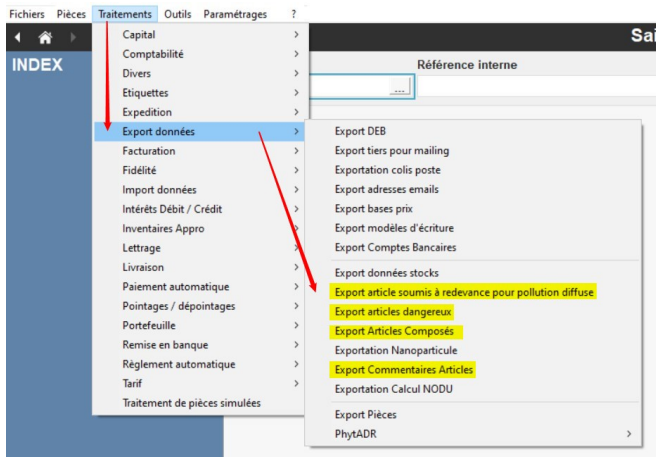 Fichiers Pièces Traitements Outils Paramétrages ?
Sai
INDEX
Référence interne
...
Capital
Comptabilité
Divers
Etiquettes
Expedition
Export données
Facturation
Fidélité
Import données
Intérêts Débit / Crédit
Inventaires Appro
Lettrage
Livraison
Paiement automatique
Pointages / dépointages
Portefeuille
Remise en banque
Règlement automatique
Tarif
Traitement de pièces simulées
Export DEB
Export tiers pour mailing
Exportation colis poste
Export adresses emails
Export bases prix
Export modèles d'écriture
Export Comptes Bancaires
Export données stocks
Export article soumis à redevance pour pollution diffuse
Export articles dangereux
Export Articles Composés
Exportation Nanoparticule
Export Commentaires Articles
Exportation Calcul NODU
Export Pièces
PhytADR